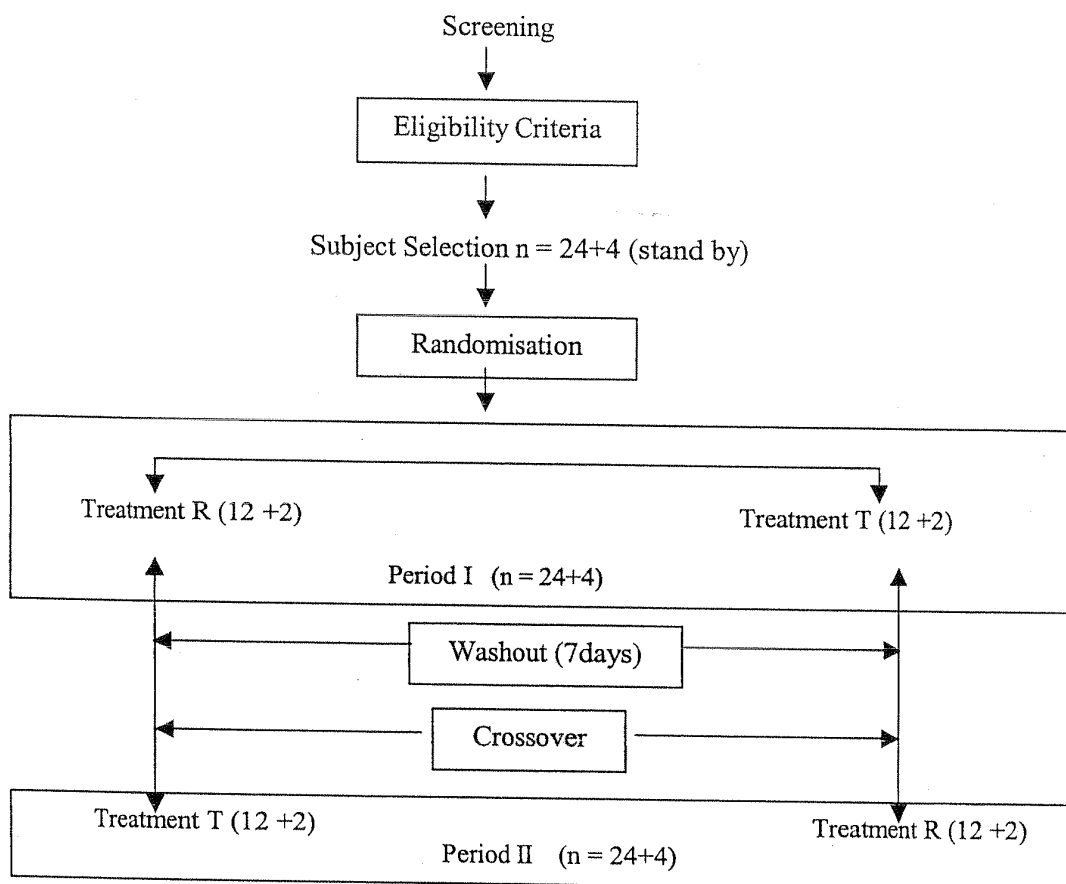 Screening
Eligibility Criteria
Subject Selection n = 24+4 (stand by)
Randomisation
Treatment R (12 +2)
Treatment T (12 +2)
Period I (n = 24+4)
Washout (7days)
Crossover
Treatment T (12 +2)
Treatment R (12 +2)
Period II (n = 24+4)